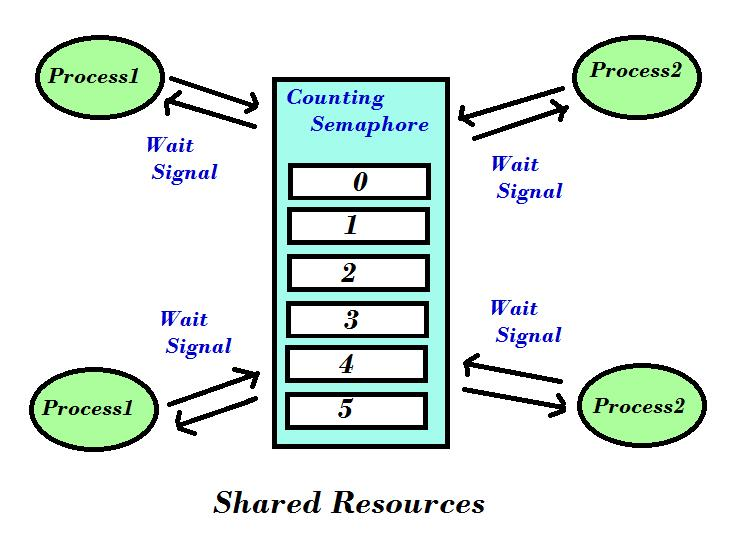 Process1
Process2
Counting
Semaphore
Wait
Signal
Wait
Signal
0
1
2
3
4
5
Wait
Signal
Wait
Signal
Process1
Process2
Shared Resources